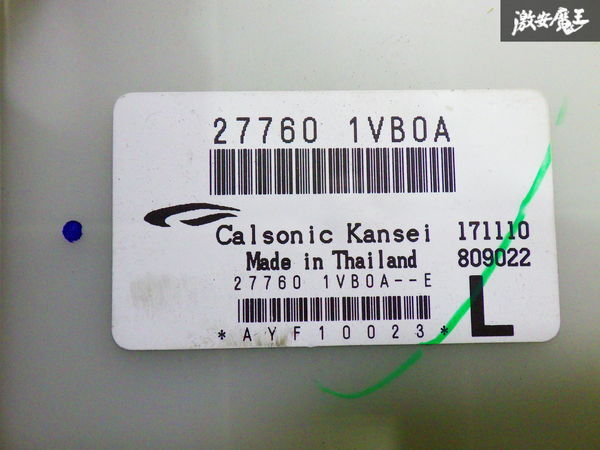 激安魔王
27760 1VB0A
Calsonic Kansei 171110
Made in Thailand 809022
27760 1VB0A--E
L
*AYF10023*